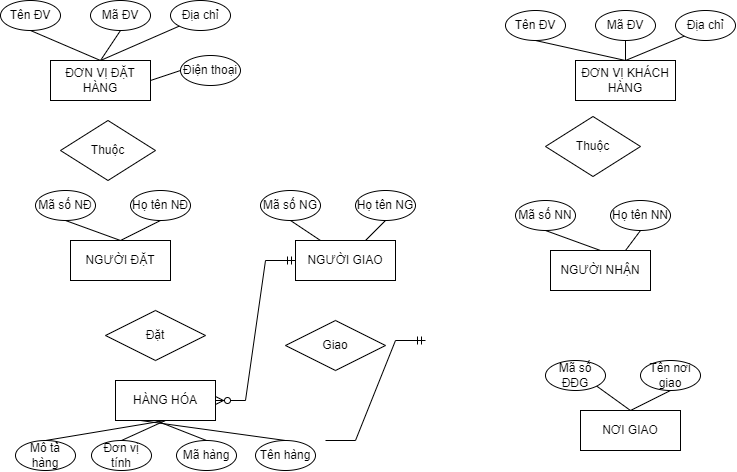 Tên ĐV
Mã ĐV
Địa chỉ
Tên ĐV
Mã ĐV
Địa chỉ
ĐƠN VỊ ĐẶT
HÀNG
Điện thoại
ĐƠN VỊ KHÁCH
HÀNG
Thuộc
Thuộc
Mã số NĐ
Họ tên NĐ
Mã số NG
Họ tên NG
Mã số NN
Họ tên NN
NGƯỜI ĐẶT
NGƯỜI GIAO
NGƯỜI NHẬN
Đặt
Giao
Mã số
ĐĐG
Tên nơi
giao
HÀNG HÓA
NƠI GIAO
Mô tả
hàng
Đơn vị
tính
Mã hàng
Tên hàng